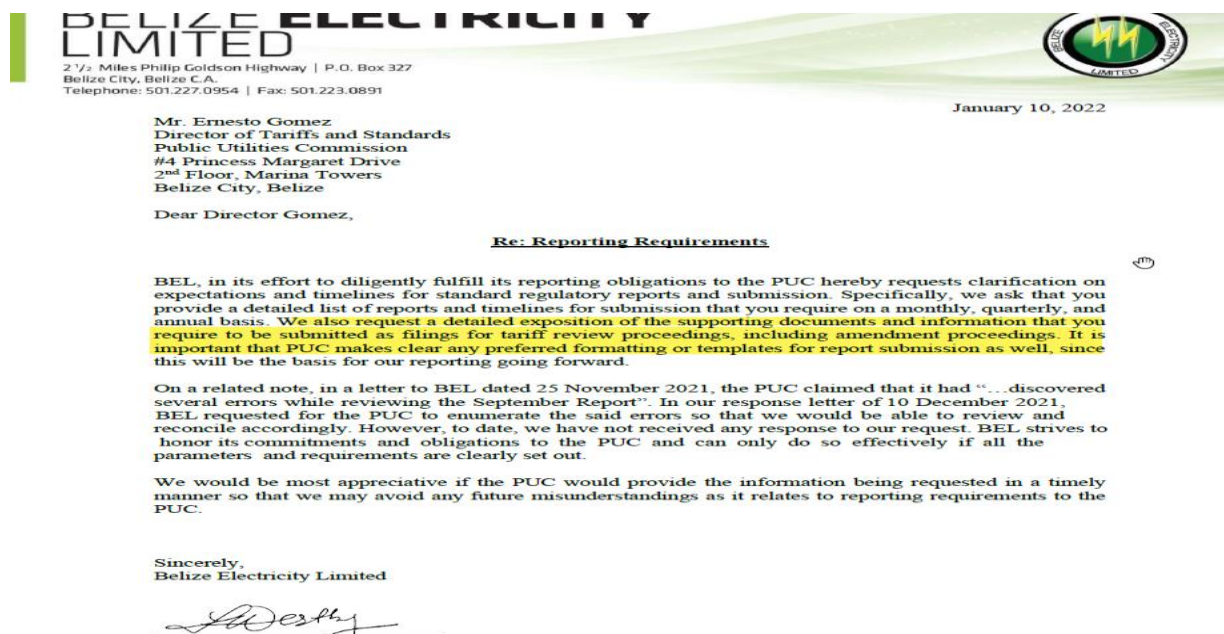 BELIZE ELECTRICITY
LIMITED
2 ½ Miles Philip Goldson Highway | P.O. Box 327
Belize City, Belize C.A.
Telephone: 501.227.0954 | Fax: 501.223.0891
BELIZE ELECTRICITY
LIMITED
January 10, 2022
Mr. Ernesto Gomez
Director of Tariffs and Standards
Public Utilities Commission
#4 Princess Margaret Drive
2nd Floor, Marina Towers
Belize City, Belize
Dear Director Gomez,
Re: Reporting Requirements
BEL, in its effort to diligently fulfill its reporting obligations to the PUC hereby requests clarification on
expectations and timelines for standard regulatory reports and submission. Specifically, we ask that you
provide a detailed list of reports and timelines for submission that you require on a monthly, quarterly, and
annual basis. We also request a detailed exposition of the supporting documents and information that you
require to be submitted as filings for tariff review proceedings, including amendment proceedings. It is
important that PUC makes clear any preferred formatting or templates for report submission as well, since
this will be the basis for our reporting going forward.
On a related note, in a letter to BEL dated 25 November 2021, the PUC claimed that it had “…discovered
several errors while reviewing the September Report”. In our response letter of 10 December 2021,
BEL requested for the PUC to enumerate the said errors so that we would be able to review and
reconcile accordingly. However, to date, we have not received any response to our request. BEL strives to
honor its commitments and obligations to the PUC and can only do so effectively if all the
parameters and requirements are clearly set out.
We would be most appreciative if the PUC would provide the information being requested in a timely
manner so that we may avoid any future misunderstandings as it relates to reporting requirements to the
PUC.
Sincerely,
Belize Electricity Limited